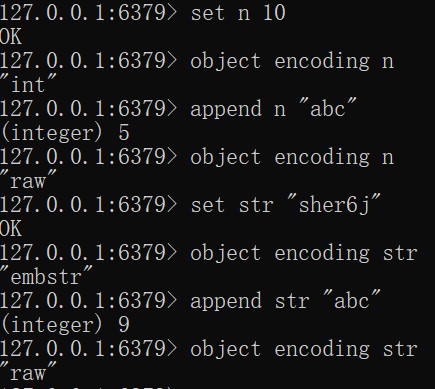 127.0.0.1:6379> set n 10
OK
127.0.0.1:6379> object encoding n
"int"
127.0.0.1:6379> append n "abc"
(integer) 5
127.0.0.1:6379> object encoding n
"raw"
127.0.0.1:6379> set str "sher6j"
OK
127.0.0.1:6379> object encoding str
"embstr"
127.0.0.1:6379> append str "abc"
(integer) 9
127.0.0.1:6379> object encoding str
"raw"